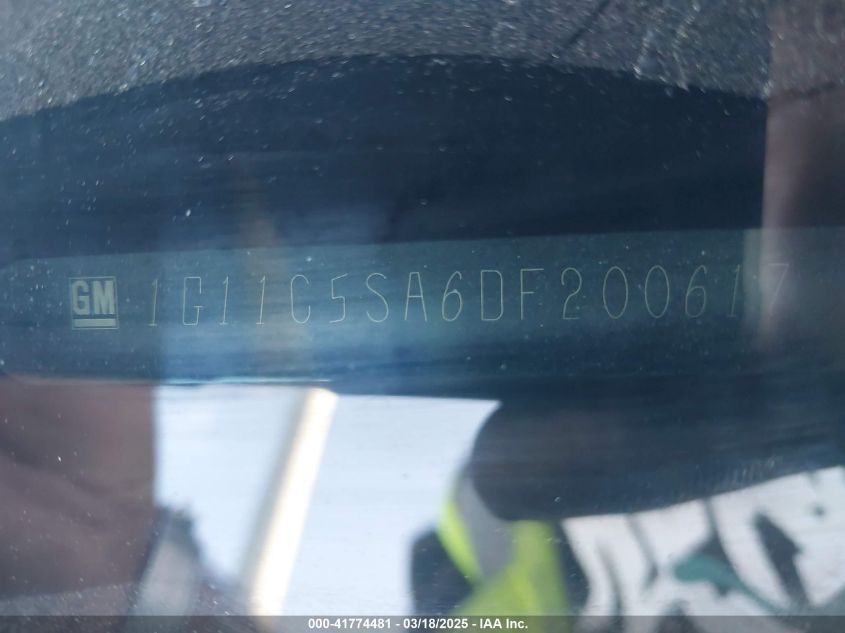 GM 1G11C5SA6DF200617
000-41774481 - 03/18/2025 - IAA Inc.